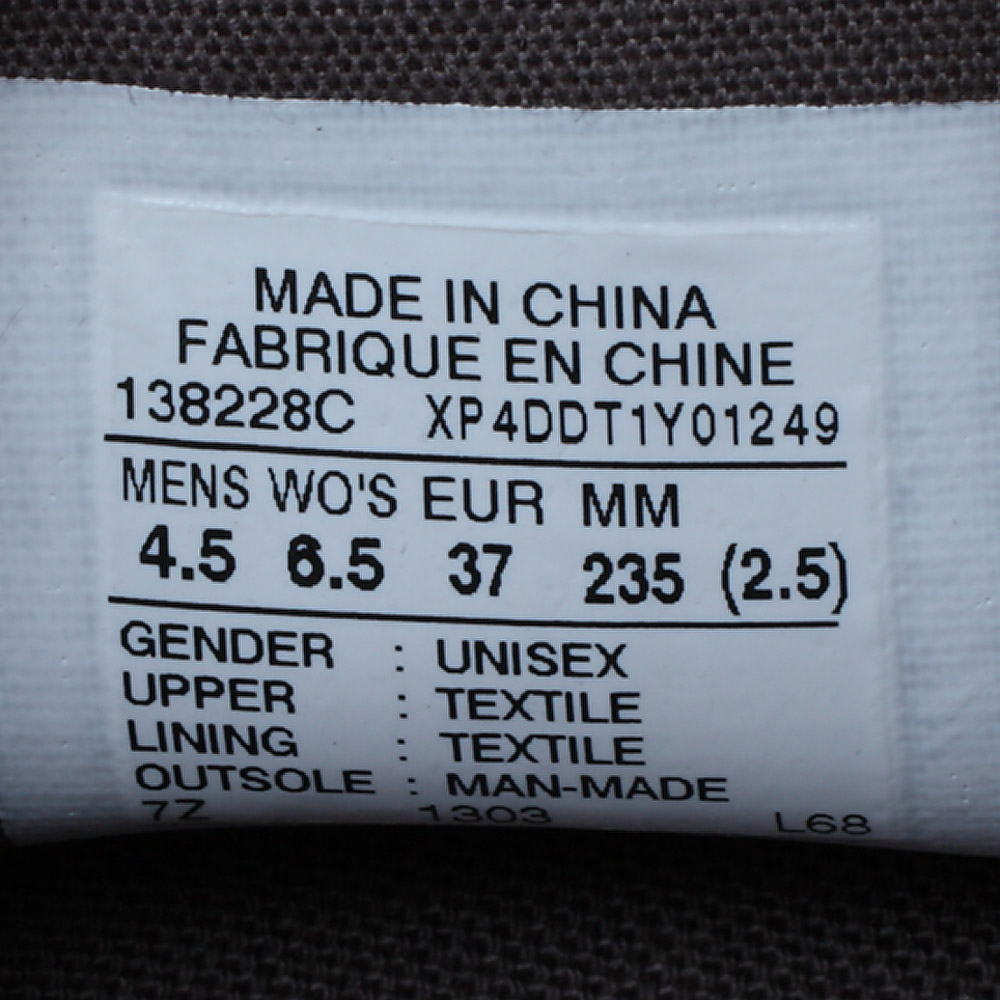 MADE IN CHINA
FABRIQUE EN CHINE
138228C XP4DDT1Y01249
MENS WO'S EUR MM
4.5 6.5 37 235 (2.5)
GENDER : UNISEX
UPPER : TEXTILE
LINING : TEXTILE
OUTSOLE : MAN-MADE
7Z 1303 L68